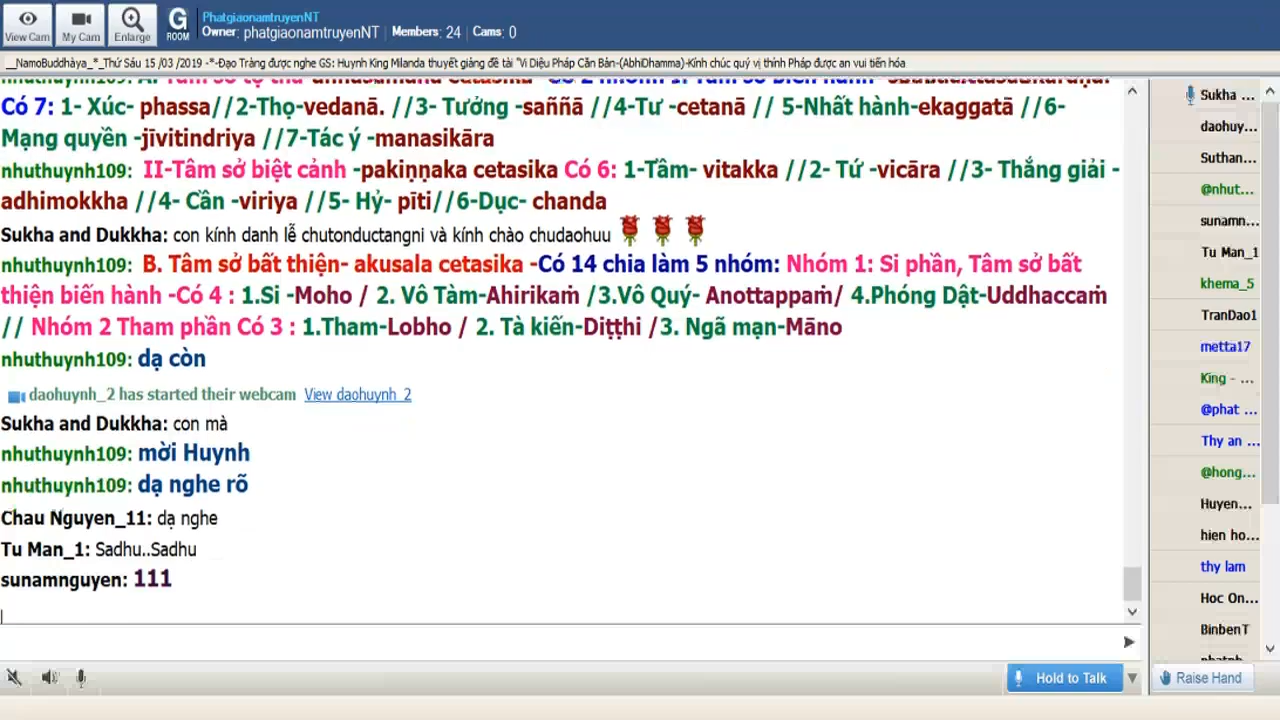 PhatgiaonamtruyenNT
Owner: phatgiaonamtruyenNT | Members: 24 | Cams: 0
View Cam
My Cam
Enlarge
G
ROOM
__NamoBuddhàya_*_Thứ Sáu 15 /03 /2019 -*-Đạo Tràng được nghe GS: Huynh King Milanda thuyết giảng đề tài "Vi Diệu Pháp Căn Bản-(AbhiDhamma)-Kính chúc quý vị thính Pháp được an vui tiến hóa
Có 7: 1- Xúc- phassa//2-Thọ-vedanā. //3- Tưởng -saññā //4-Tư -cetanā // 5-Nhất hành-ekaggatā //6-
Mạng quyền -jīvitindriya //7-Tác ý -manasikāra
nhuthuynh109: II-Tâm sở biệt cảnh -pakiṇṇaka cetasika Có 6: 1-Tầm- vitakka //2- Tứ -vicāra //3- Thắng giải -
adhimokkha //4- Cần -viriya //5- Hỷ- pīti//6-Dục- chanda
Sukha and Dukkha: con kính danh lễ chutonductangni và kính chào chudaohuu
nhuthuynh109: B. Tâm sở bất thiện- akusala cetasika -Có 14 chia làm 5 nhóm: Nhóm 1: Si phần, Tâm sở bất
thiện biến hành -Có 4 : 1.Si -Moho / 2. Vô Tàm-Ahirikaṁ /3.Vô Quý- Anottappaṁ/ 4.Phóng Dật-Uddhaccaṁ
// Nhóm 2 Tham phần Có 3 : 1.Tham-Lobho / 2. Tà kiến-Diṭṭhi /3. Ngã mạn-Māno
nhuthuynh109: dạ còn
daohuynh_2 has started their webcam View daohuynh_2
Sukha and Dukkha: con mà
nhuthuynh109: mời Huynh
nhuthuynh109: dạ nghe rõ
Chau Nguyen_11: dạ nghe
Tu Man_1: Sadhu..Sadhu
sunamnguyen: 111
Sukha ...
daohuy...
Suthan...
@nhut...
sunamn...
Tu Man_1
khema_5
TranDao1
metta17
King - ...
@phat ...
Thy an ...
@hong...
Huyen...
hien ho...
thy lam
Hoc On...
BinbenT
Hold to Talk
Raise Hand